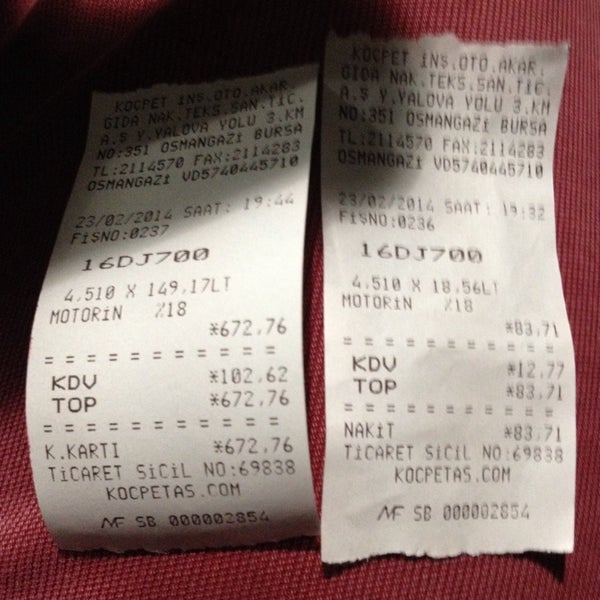 KOCPET İNŞ.OTO.AKAR.
GIDA NAK.TEKS.SAN.TİC.
A.Ş Y.YALOVA YOLU 3.KM
NO:351 OSMANGAZİ BURSA
TL:2114570 FAX:2114283
OSMANGAZİ VD5740445710
23/02/2014 SAAT: 19:44
FİŞNO:0237
16DJ700
4,510 X 149,17LT
MOTORİN %18
*672,76
= = = = = = = = = = =
KDV *102,62
TOP *672,76
= = = = = = = = = = =
K.KARTI *672,76
TİCARET SİCİL NO:69838
KOCPETAS.COM
MF SB 000002854
KOCPET İNŞ.OTO.AKAR.
GIDA NAK.TEKS.SAN.TİC.
A.Ş Y.YALOVA YOLU 3.KM
NO:351 OSMANGAZİ BURSA
TL:2114570 FAX:2114283
OSMANGAZİ VD5740445710
23/02/2014 SAAT: 19:32
FİŞNO:0236
16DJ700
4,510 X 18,56LT
MOTORİN %18
*83,71
= = = = = = = = = = =
KDV *12,77
TOP *83,71
= = = = = = = = = = =
NAKİT *83,71
TİCARET SİCİL NO:69838
KOCPETAS.COM
MF SB 000002854